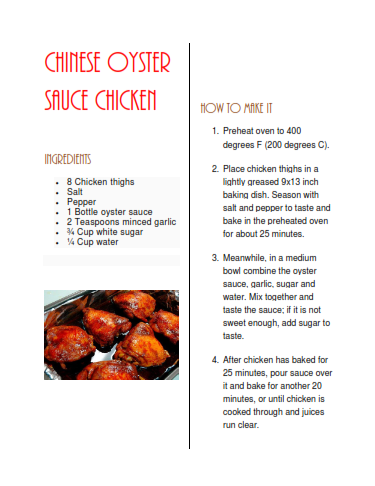 CHINESE OYSTER
SAUCE CHICKEN
INGREDIENTS
• 8 Chicken thighs
• Salt
• Pepper
• 1 Bottle oyster sauce
• 2 Teaspoons minced garlic
• ¾ Cup white sugar
• ¼ Cup water
HOW TO MAKE IT
1. Preheat oven to 400
degrees F (200 degrees C).
2. Place chicken thighs in a
lightly greased 9x13 inch
baking dish. Season with
salt and pepper to taste and
bake in the preheated oven
for about 25 minutes.
3. Meanwhile, in a medium
bowl combine the oyster
sauce, garlic, sugar and
water. Mix together and
taste the sauce; if it is not
sweet enough, add sugar to
taste.
4. After chicken has baked for
25 minutes, pour sauce over
it and bake for another 20
minutes, or until chicken is
cooked through and juices
run clear.